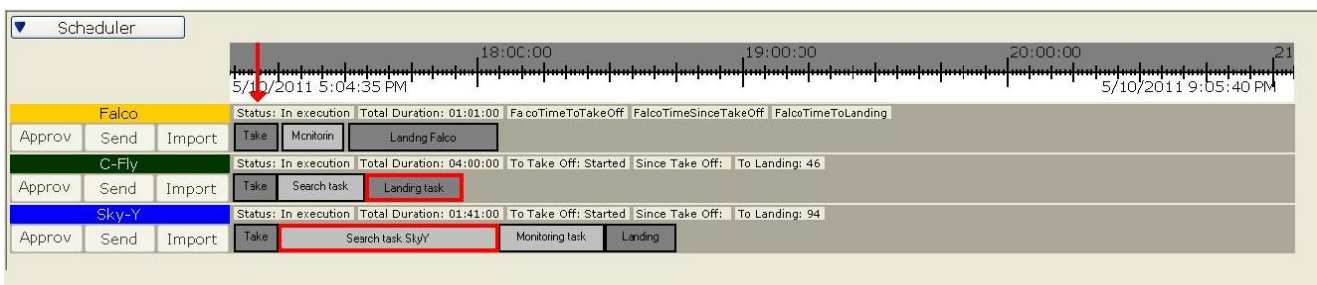 Scheduler
18:00:00 19:00:00 20:00:00 21
5/10/2011 5:04:35 PM 5/10/2011 9:05:40 PM
Falco Status: In execution Total Duration: 01:01:00 FalcoTimeToTakeOff FalcoTimeSinceTakeOff FalcoTimeToLanding
Approv Send Import Take Monitorin Landing Falco
C-Fly Status: In execution Total Duration: 04:00:00 To Take Off: Started Since Take Off: To Landing: 46
Approv Send Import Take Search task Landing task
Sky-Y Status: In execution Total Duration: 01:41:00 To Take Off: Started Since Take Off: To Landing: 94
Approv Send Import Take Search task SkyY Monitoring task Landing